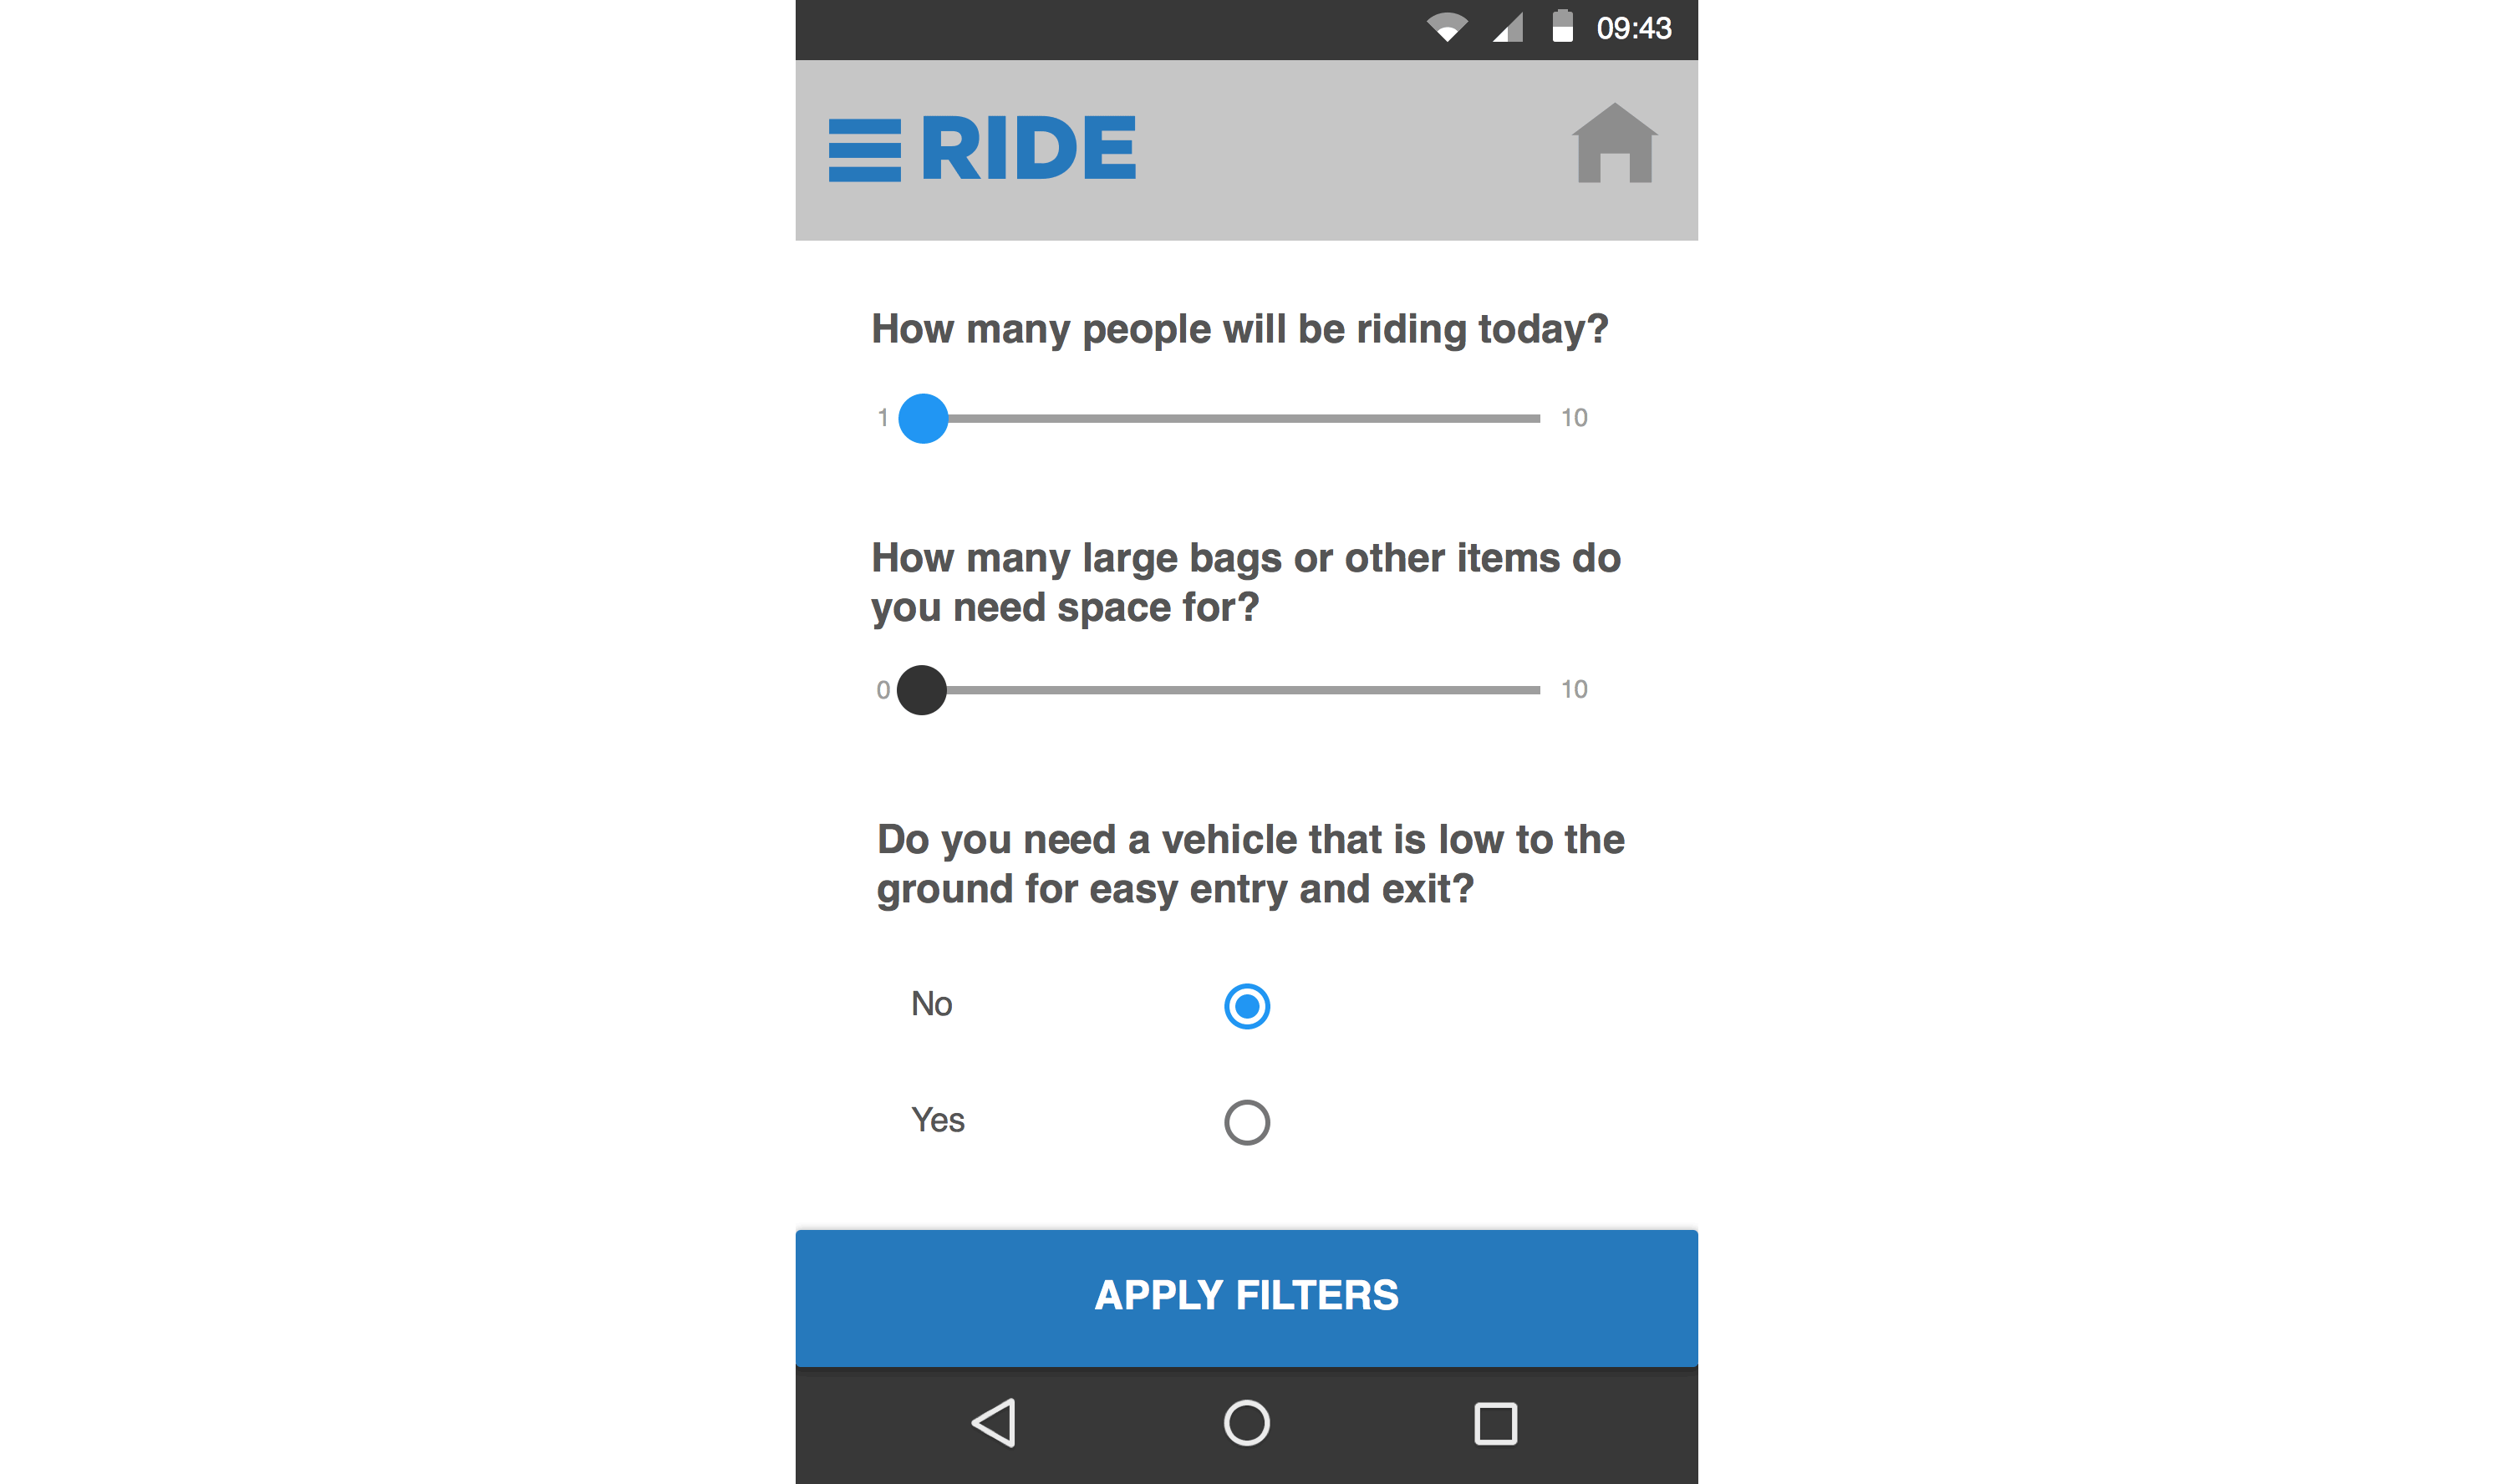 09:43
RIDE
How many people will be riding today?
1 10
How many large bags or other items do
you need space for?
0 10
Do you need a vehicle that is low to the
ground for easy entry and exit?
No
Yes
APPLY FILTERS